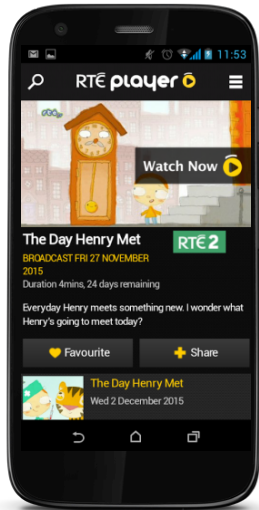 11:53
RTÉ player
Watch Now
The Day Henry Met
RTÉ 2
BROADCAST FRI 27 NOVEMBER
2015
Duration 4mins, 24 days remaining
Everyday Henry meets something new. I wonder what
Henry's going to meet today?
Favourite
Share
The Day Henry Met
Wed 2 December 2015